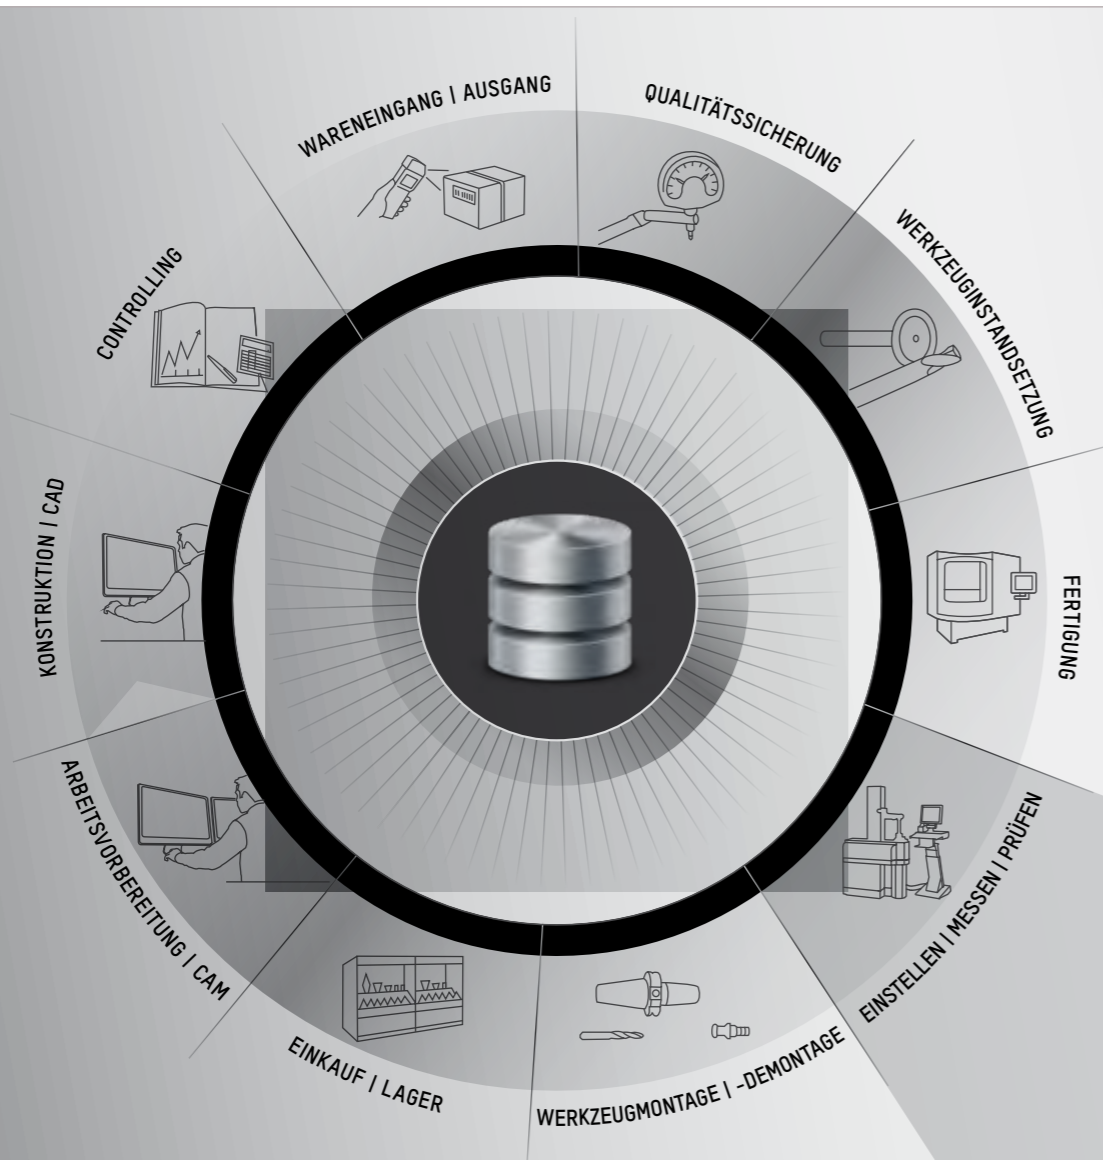 WARENEINGANG | AUSGANG
QUALITÄTSSICHERUNG
WERKZEUGINSTANDSETZUNG
FERTIGUNG
EINSTELLEN | MESSEN | PRÜFEN
WERKZEUGMONTAGE | -DEMONTAGE
EINKAUF | LAGER
ARBEITSVORBEREITUNG | CAM
KONSTRUKTION | CAD
CONTROLLING